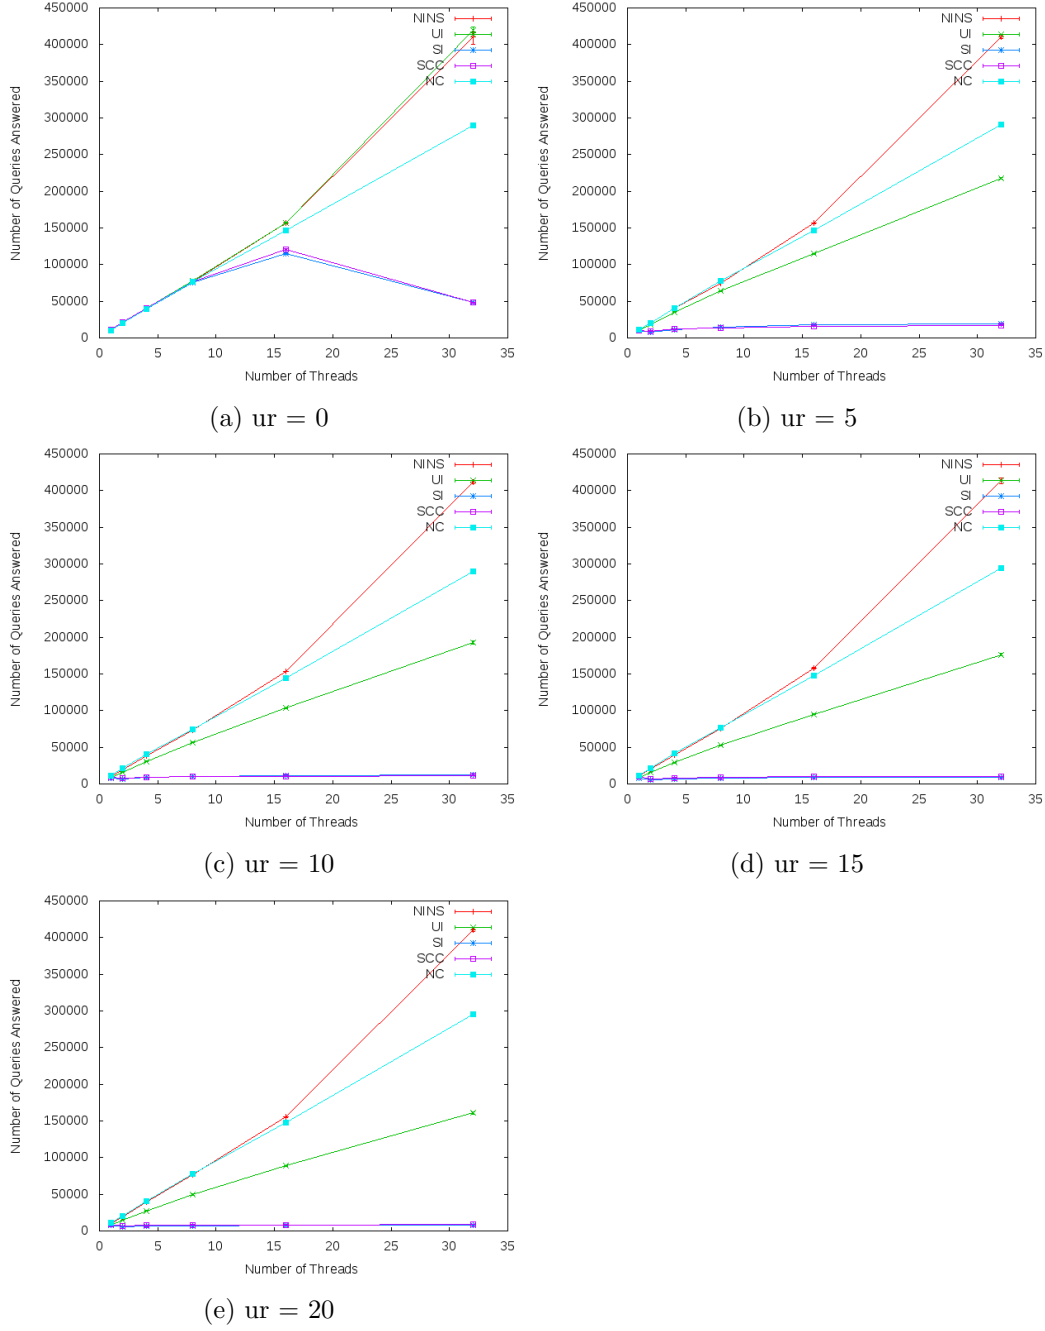 450000
400000
350000
300000
250000
200000
150000
100000
50000
0
Number of Queries Answered
NINS
UI
SI
SCC
NC
0 5 10 15 20 25 30 35
Number of Threads
(a) ur = 0
450000
400000
350000
300000
250000
200000
150000
100000
50000
0
Number of Queries Answered
NINS
UI
SI
SCC
NC
0 5 10 15 20 25 30 35
Number of Threads
(b) ur = 5
450000
400000
350000
300000
250000
200000
150000
100000
50000
0
Number of Queries Answered
NINS
UI
SI
SCC
NC
0 5 10 15 20 25 30 35
Number of Threads
(c) ur = 10
450000
400000
350000
300000
250000
200000
150000
100000
50000
0
Number of Queries Answered
NINS
UI
SI
SCC
NC
0 5 10 15 20 25 30 35
Number of Threads
(d) ur = 15
450000
400000
350000
300000
250000
200000
150000
100000
50000
0
Number of Queries Answered
NINS
UI
SI
SCC
NC
0 5 10 15 20 25 30 35
Number of Threads
(e) ur = 20